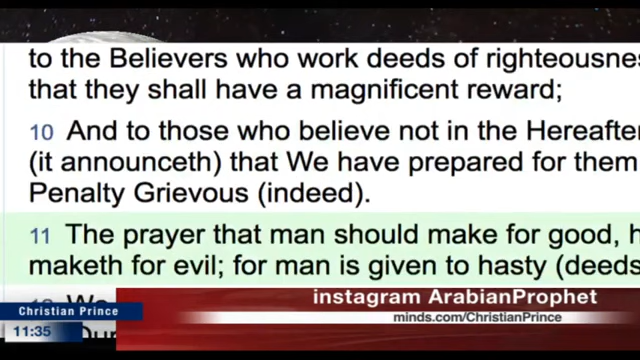 to the Believers who work deeds of righteousne
that they shall have a magnificent reward;
10 And to those who believe not in the Hereafter
(it announceth) that We have prepared for them
Penalty Grievous (indeed).
11 The prayer that man should make for good, h
maketh for evil; for man is given to hasty (deeds
instagram ArabianProphet
Christian Prince
minds.com/ChristianPrince
11:35